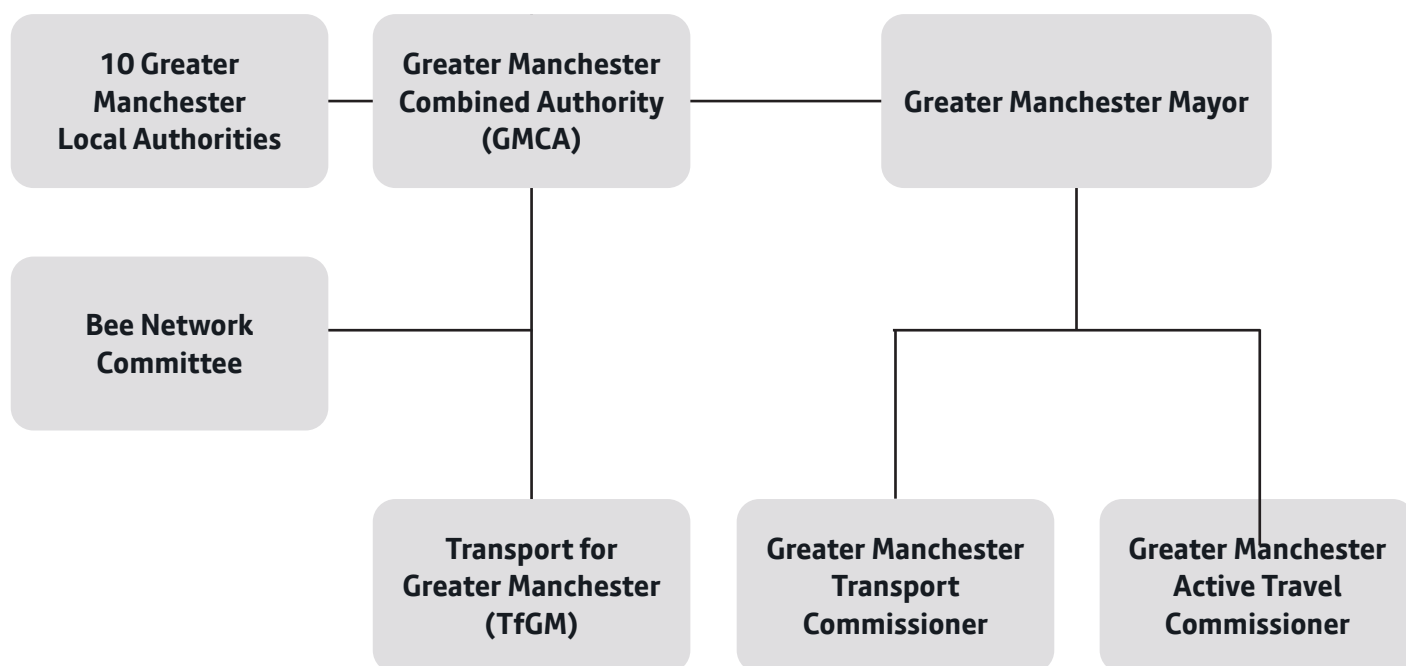 10 Greater
Manchester
Local Authorities
Greater Manchester
Combined Authority
(GMCA)
Greater Manchester Mayor
Bee Network
Committee
Transport for
Greater Manchester
(TfGM)
Greater Manchester
Transport
Commissioner
Greater Manchester
Active Travel
Commissioner